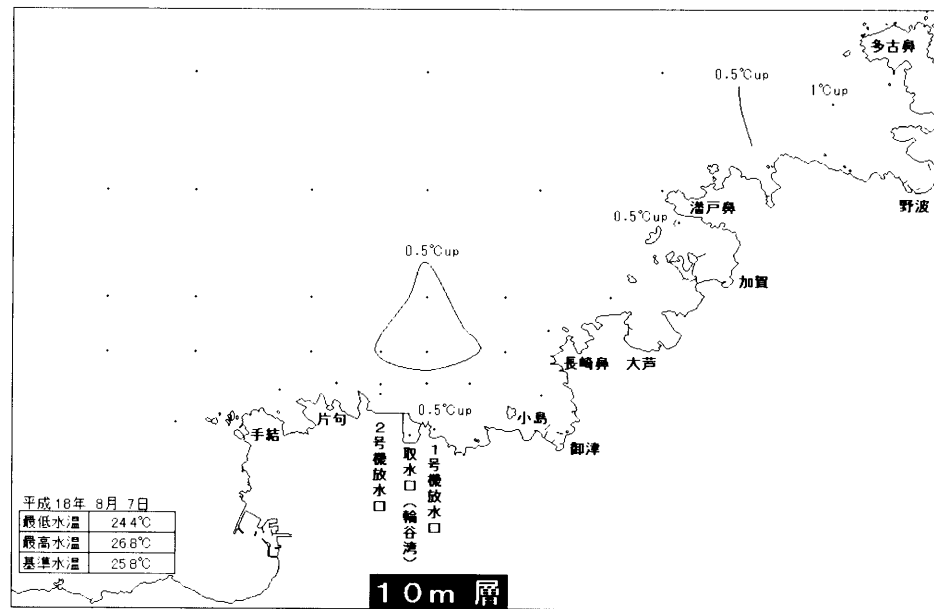 多古鼻
0.5℃up
1℃up
野波
潜戸鼻
0.5℃up
0.5℃up
加賀
長崎鼻
大芦
0.5℃up
小島
片句
手結
御津
2号機放水口
取水口(輪谷湾)
1号機放水口
平成18年 8月 7日
最低水温 24.4℃
最高水温 26.8℃
基準水温 25.8℃
10m 層